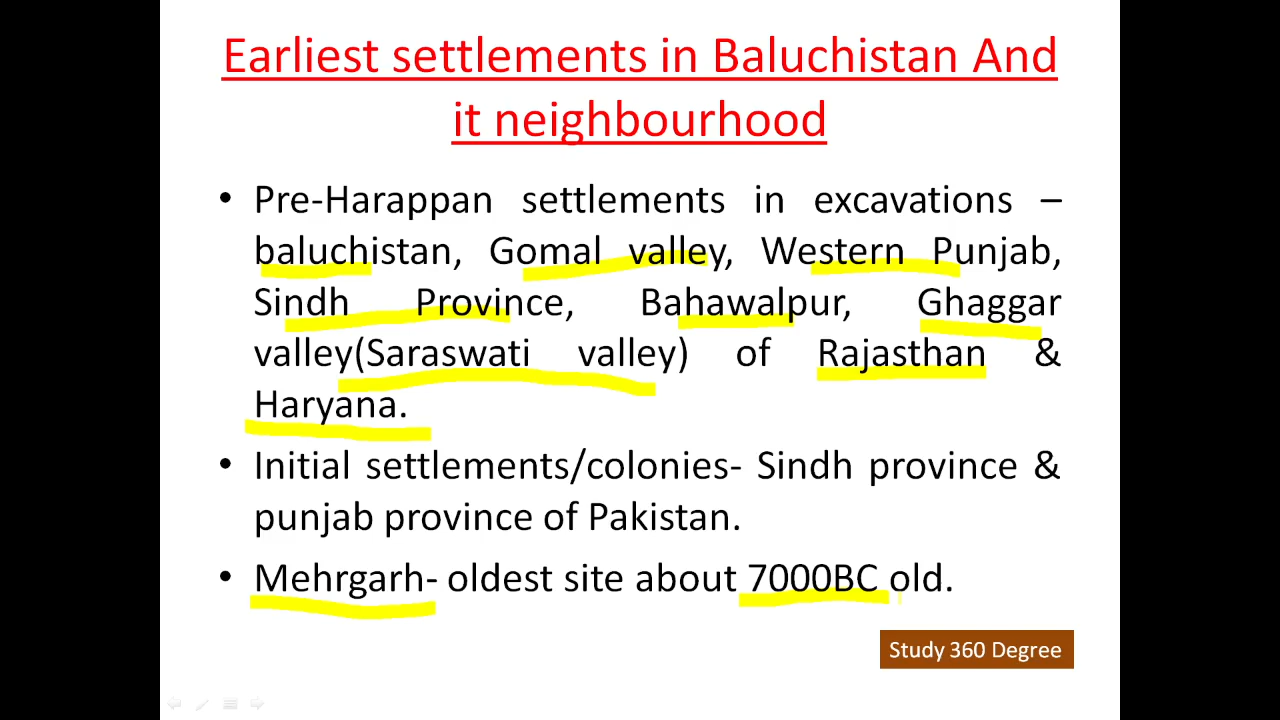 Earliest settlements in Baluchistan And
it neighbourhood
• Pre-Harappan settlements in excavations –
baluchistan, Gomal valley, Western Punjab,
Sindh Province, Bahawalpur, Ghaggar
valley(Saraswati valley) of Rajasthan &
Haryana.
• Initial settlements/colonies- Sindh province &
punjab province of Pakistan.
• Mehrgarh- oldest site about 7000BC old.
Study 360 Degree